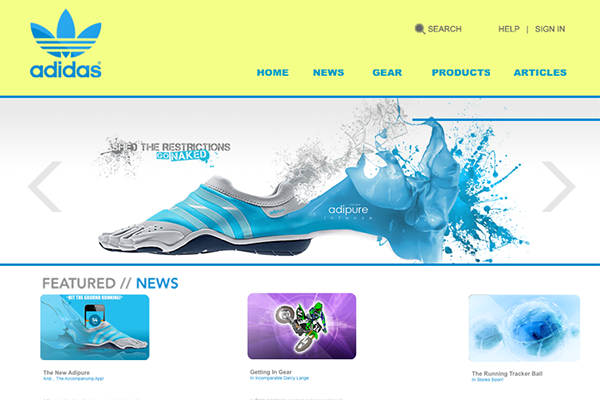 adidas
SEARCH
HELP | SIGN IN
HOME NEWS GEAR PRODUCTS ARTICLES
SHED THE RESTRICTIONS
GO NAKED
adipure
intense
FEATURED // NEWS
"HIT THE GROUND RUNNING!"
The New Adipure
And... The Accompanying App!
Getting In Gear
In Incomparable Darcy Lange
The Running Tracker Ball
In Stores Soon!